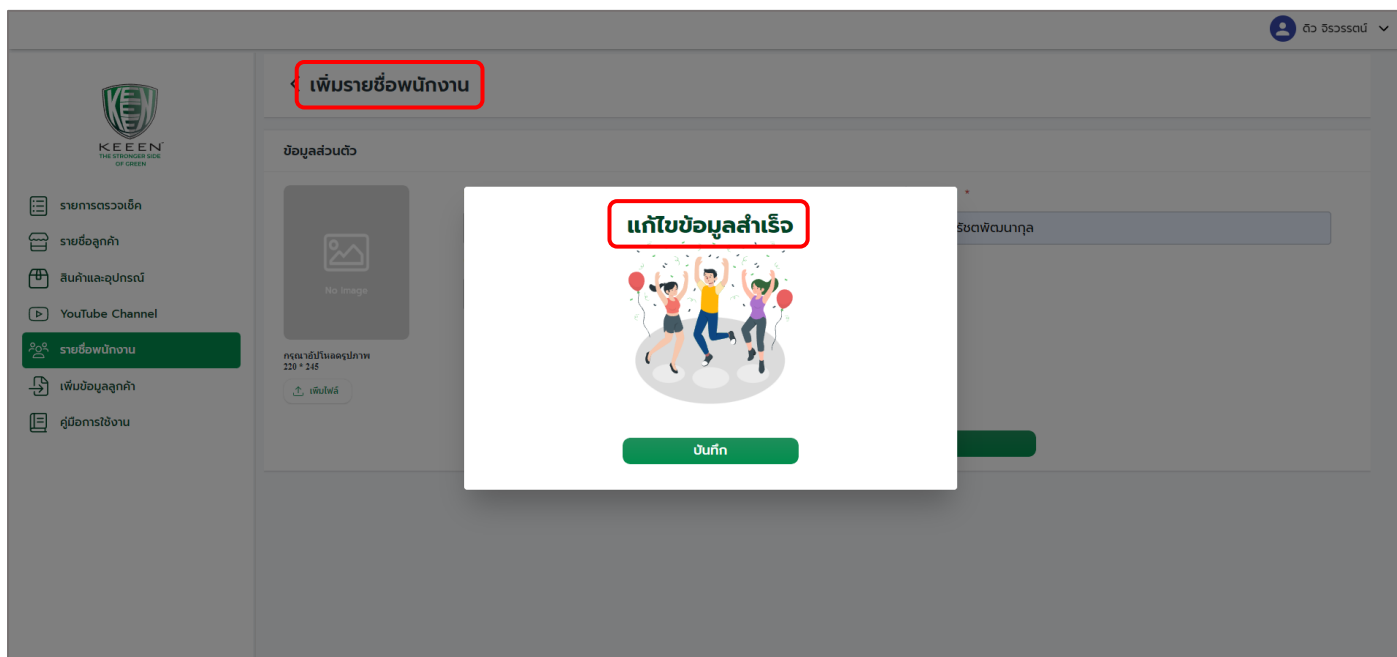 ดิว จิรวรรตน์
เพิ่มรายชื่อพนักงาน
KEEEN
THE STRONGER SIDE
OF GREEN
ข้อมูลส่วนตัว
รายการตรวจเช็ค
รายชื่อลูกค้า
สินค้าและอุปกรณ์
YouTube Channel
รายชื่อพนักงาน
เพิ่มข้อมูลลูกค้า
คู่มือการใช้งาน
No Image
กรุณาอัปโหลดรูปภาพ
220 * 245
เพิ่มไฟล์
*
รัชตพัฒนากุล
แก้ไขข้อมูลสำเร็จ
บันทึก